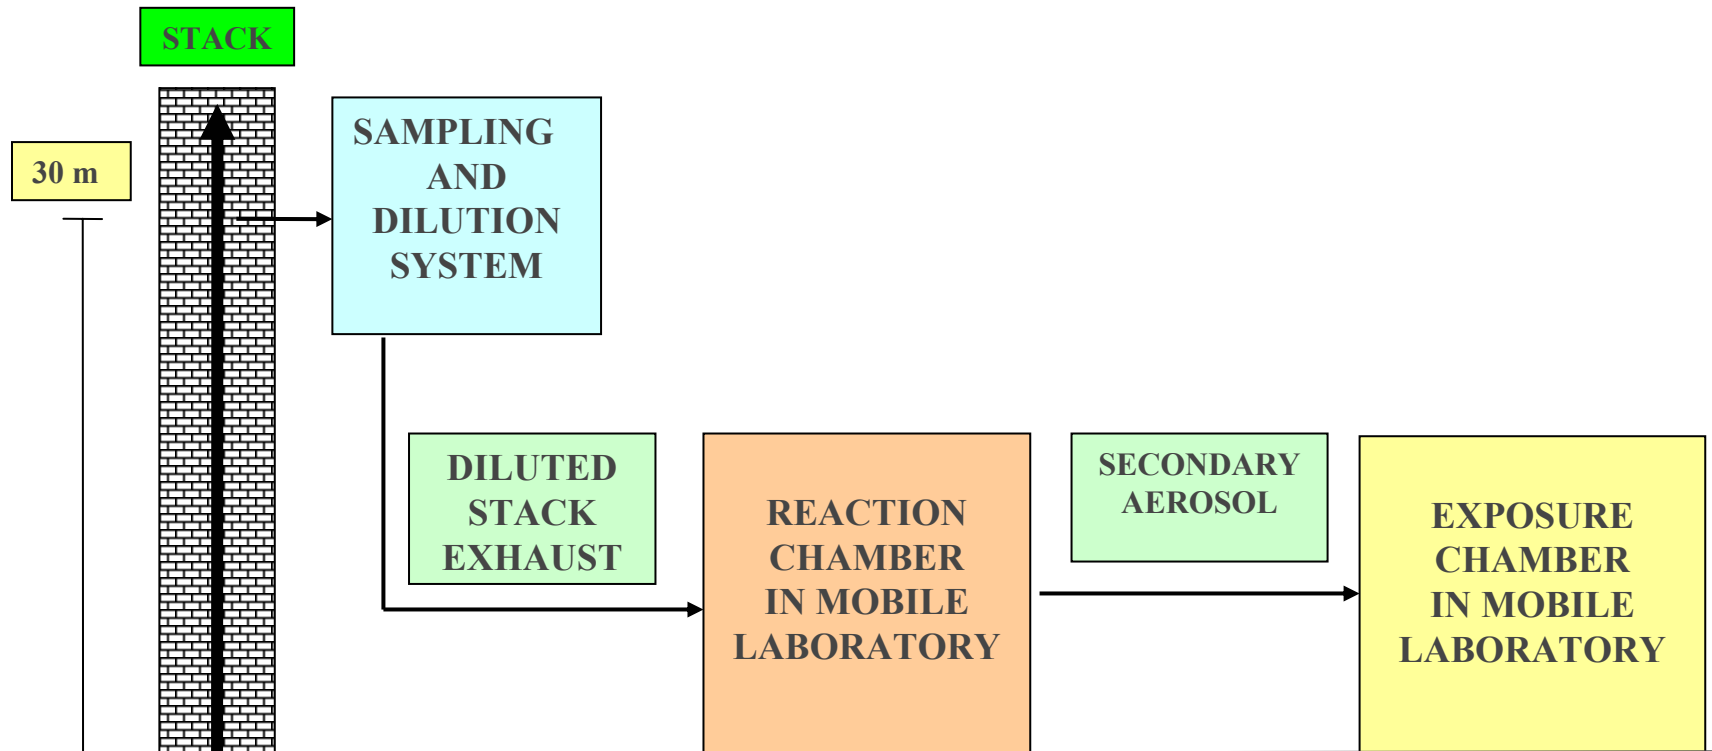 STACK
30 m
SAMPLING
AND
DILUTION
SYSTEM
DILUTED
STACK
EXHAUST
REACTION
CHAMBER
IN MOBILE
LABORATORY
SECONDARY
AEROSOL
EXPOSURE
CHAMBER
IN MOBILE
LABORATORY